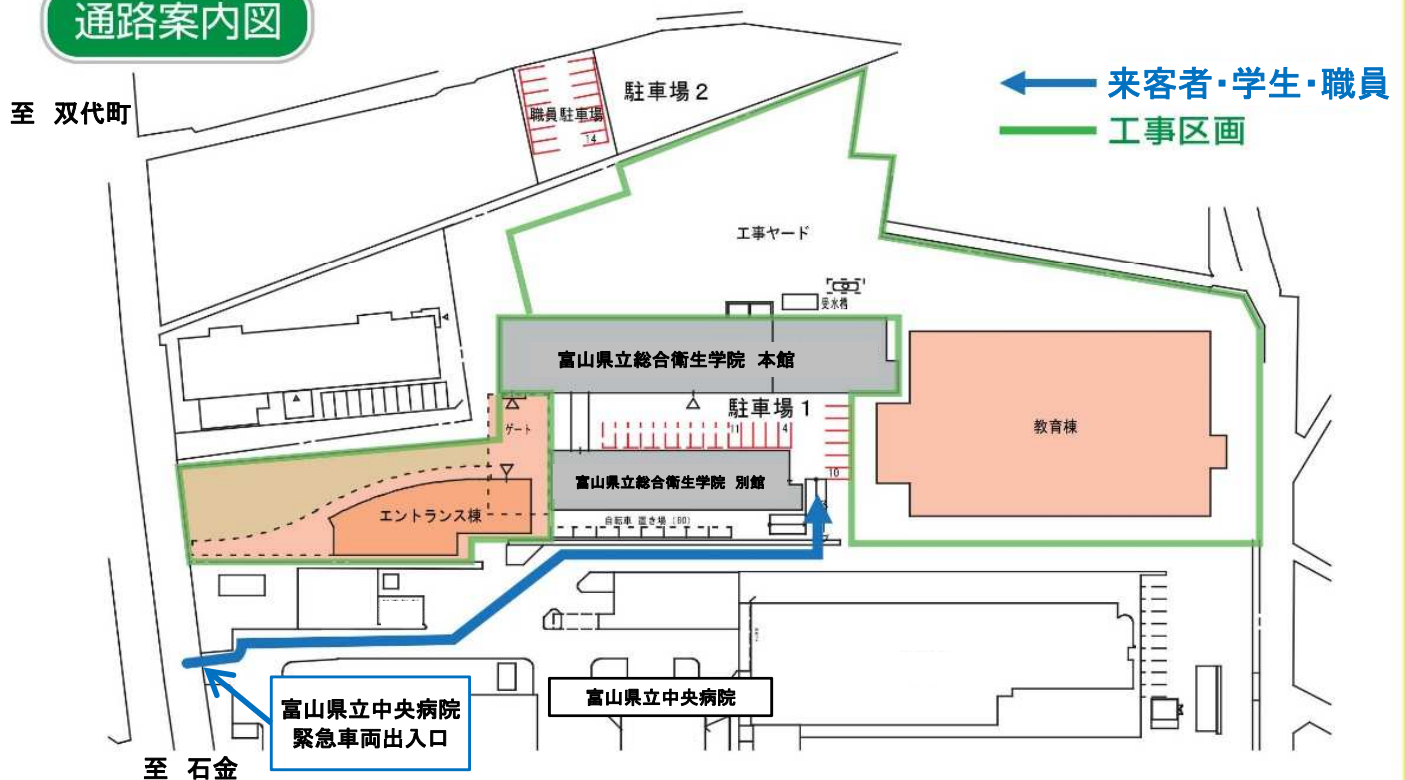 通路案内図
至 双代町
駐車場2
職員駐車場
14
来客者・学生・職員
工事区画
工事ヤード
受水槽
富山県立総合衛生学院 本館
駐車場1
ゲート
11
4
10
教育棟
富山県立総合衛生学院 別館
エントランス棟
自転車 置き場 (80)
富山県立中央病院
緊急車両出入口
富山県立中央病院
至 石金